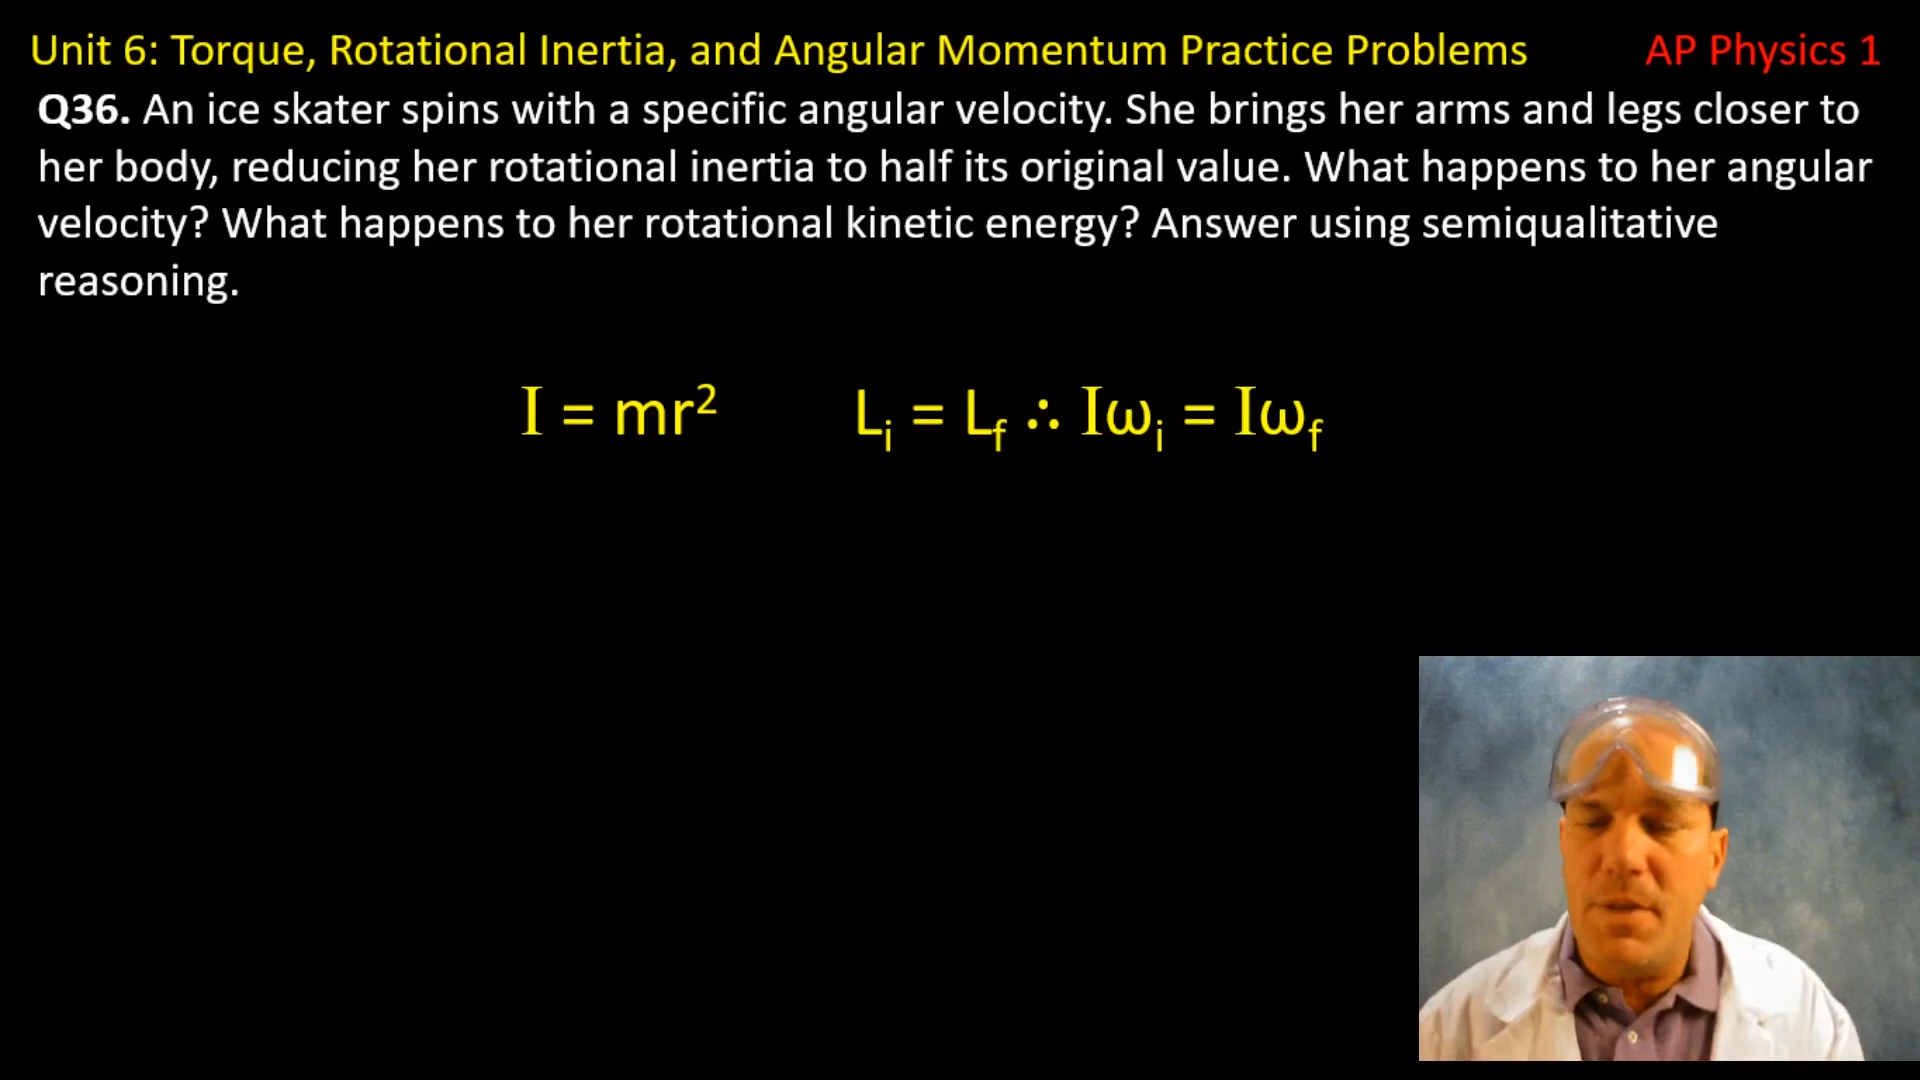 Unit 6: Torque, Rotational Inertia, and Angular Momentum Practice Problems AP Physics 1
Q36. An ice skater spins with a specific angular velocity. She brings her arms and legs closer to
her body, reducing her rotational inertia to half its original value. What happens to her angular
velocity? What happens to her rotational kinetic energy? Answer using semiqualitative
reasoning.
I = mr² Lᵢ = L_f ∴ Iωᵢ = Iω_f